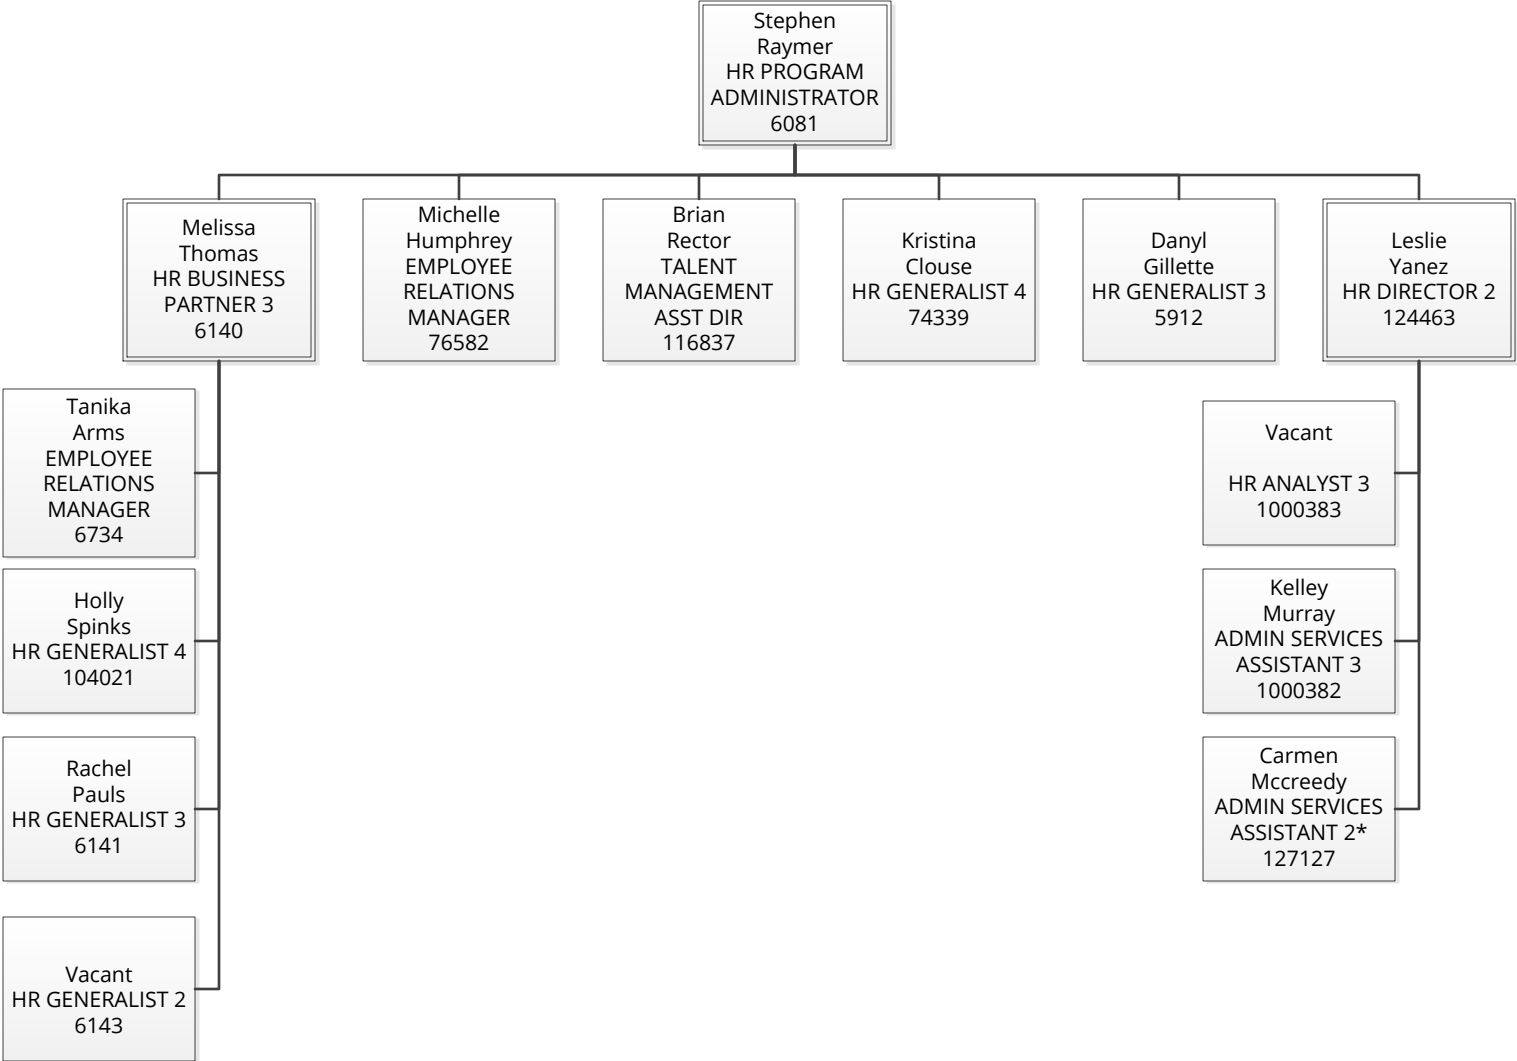 Stephen
Raymer
HR PROGRAM
ADMINISTRATOR
6081
Melissa
Thomas
HR BUSINESS
PARTNER 3
6140
Michelle
Humphrey
EMPLOYEE
RELATIONS
MANAGER
76582
Brian
Rector
TALENT
MANAGEMENT
ASST DIR
116837
Kristina
Clouse
HR GENERALIST 4
74339
Danyl
Gillette
HR GENERALIST 3
5912
Leslie
Yanez
HR DIRECTOR 2
124463
Tanika
Arms
EMPLOYEE
RELATIONS
MANAGER
6734
Holly
Spinks
HR GENERALIST 4
104021
Rachel
Pauls
HR GENERALIST 3
6141
Vacant
HR GENERALIST 2
6143
Vacant
HR ANALYST 3
1000383
Kelley
Murray
ADMIN SERVICES
ASSISTANT 3
1000382
Carmen
Mccreedy
ADMIN SERVICES
ASSISTANT 2*
127127